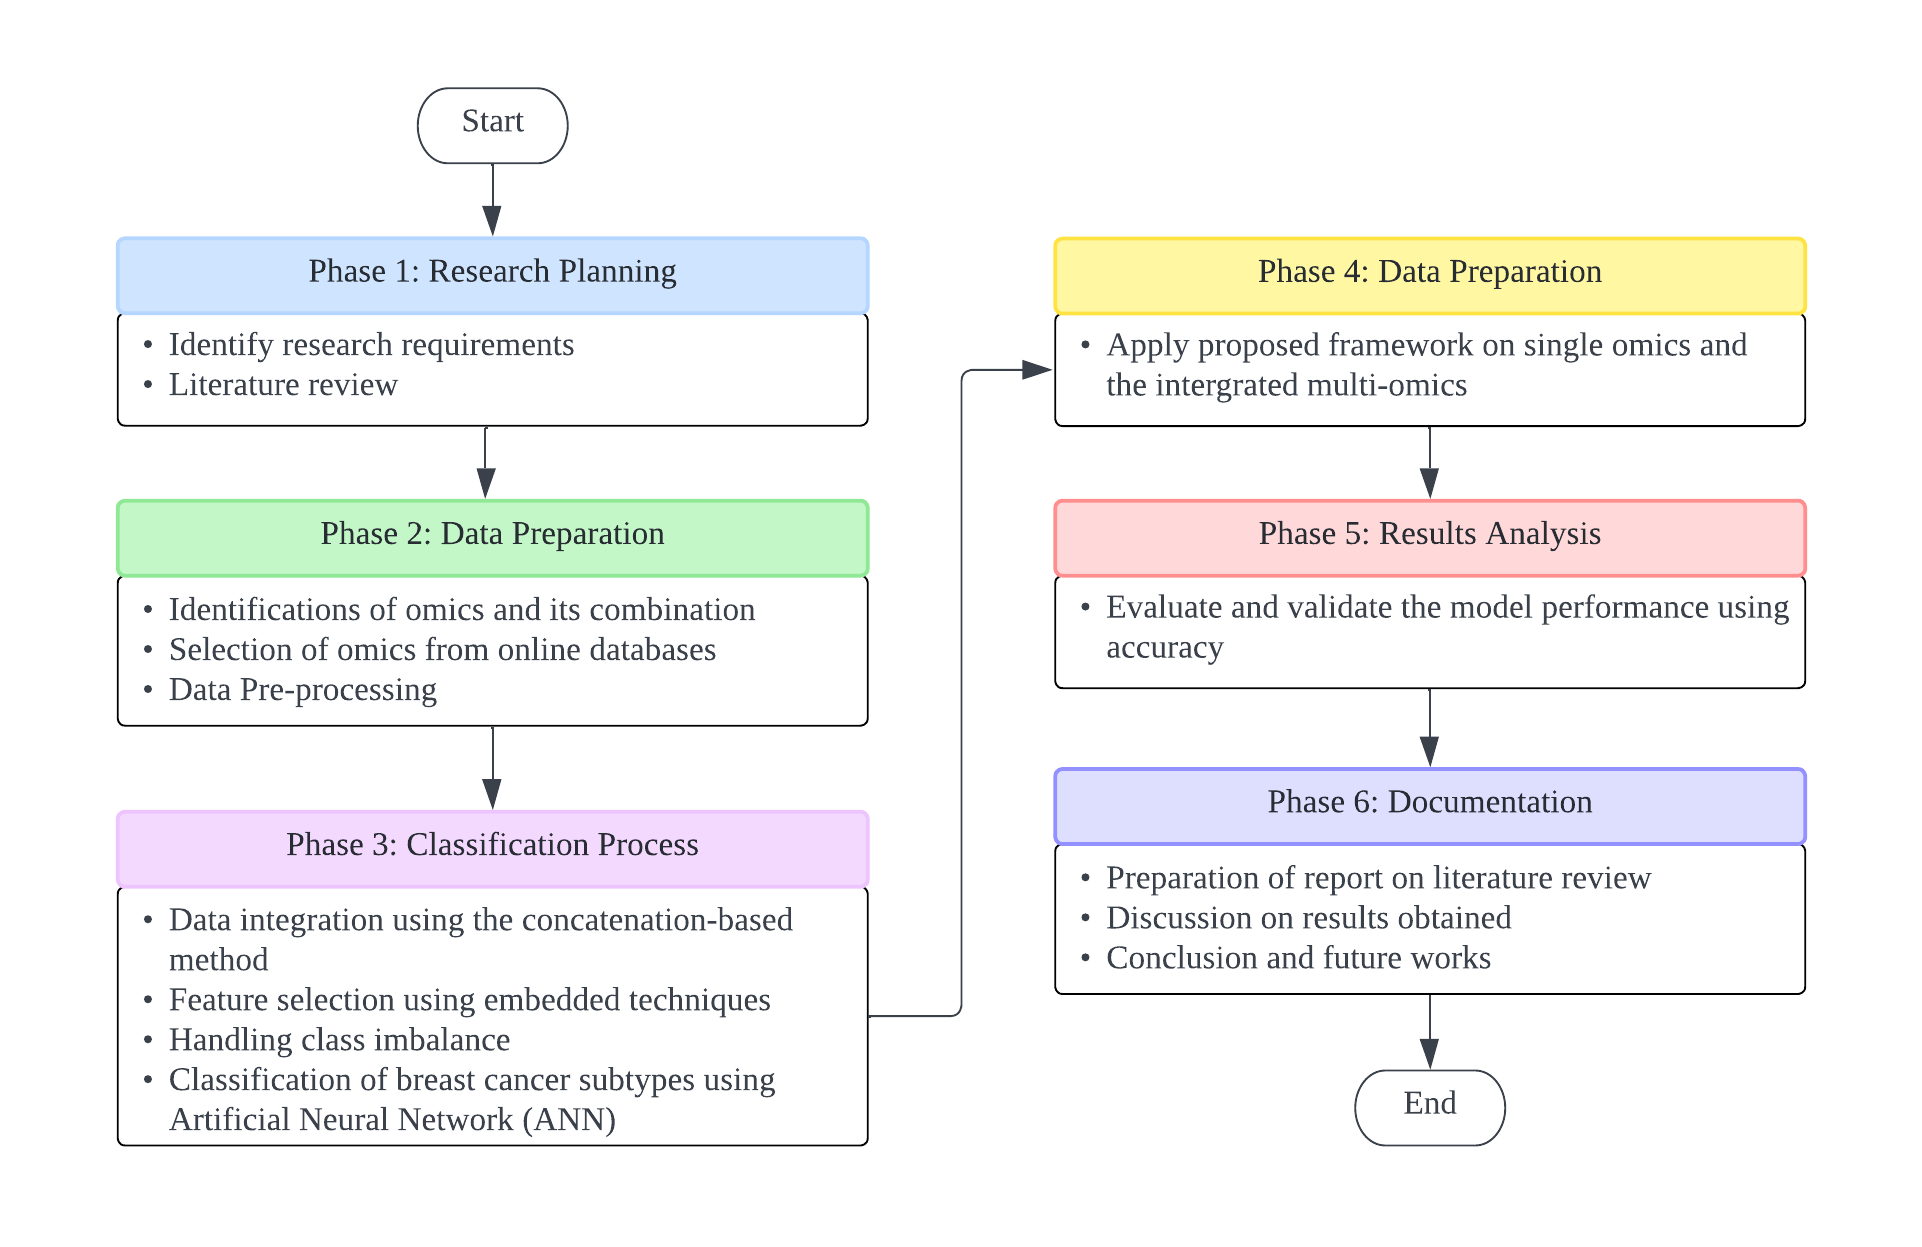 Start
Phase 1: Research Planning
• Identify research requirements
• Literature review
Phase 2: Data Preparation
• Identifications of omics and its combination
• Selection of omics from online databases
• Data Pre-processing
Phase 3: Classification Process
• Data integration using the concatenation-based
method
• Feature selection using embedded techniques
• Handling class imbalance
• Classification of breast cancer subtypes using
Artificial Neural Network (ANN)
Phase 4: Data Preparation
• Apply proposed framework on single omics and
the intergrated multi-omics
Phase 5: Results Analysis
• Evaluate and validate the model performance using
accuracy
Phase 6: Documentation
• Preparation of report on literature review
• Discussion on results obtained
• Conclusion and future works
End